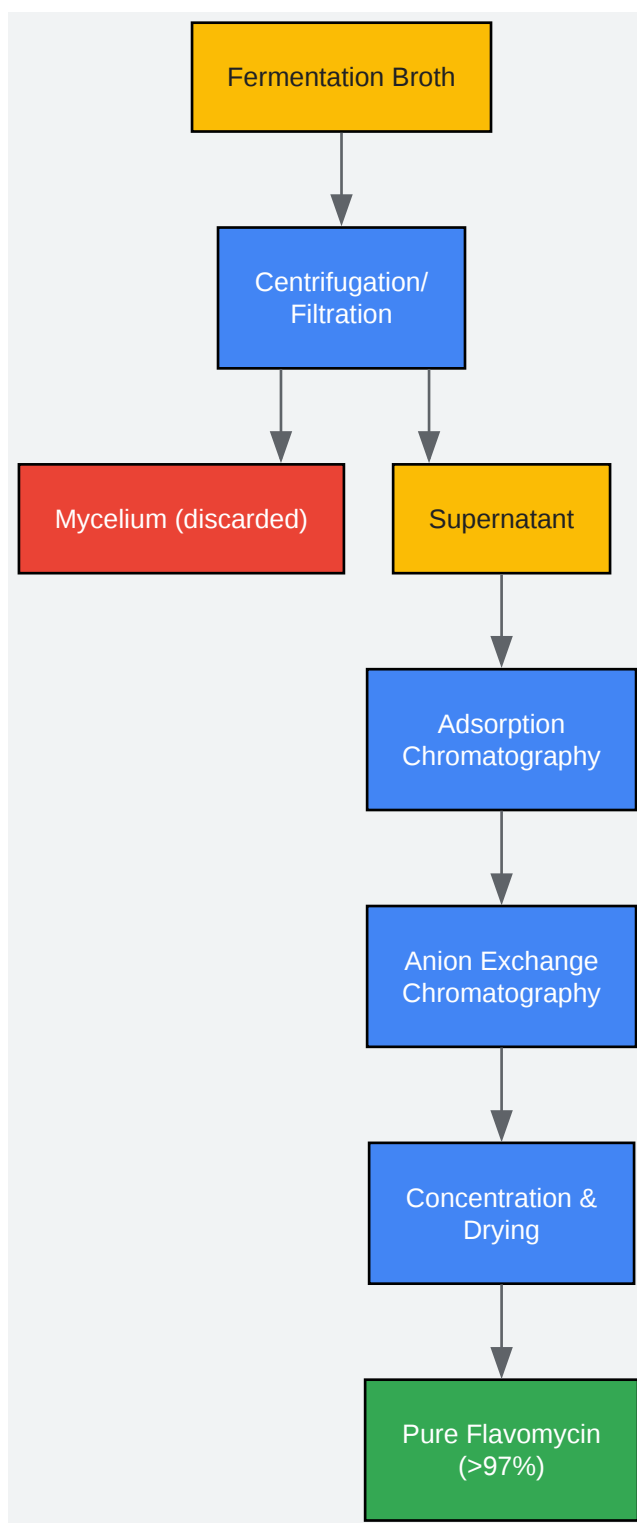 Fermentation Broth
Centrifugation/
Filtration
Mycelium (discarded)
Supernatant
Adsorption
Chromatography
Anion Exchange
Chromatography
Concentration &
Drying
Pure Flavomycin
(>97%)